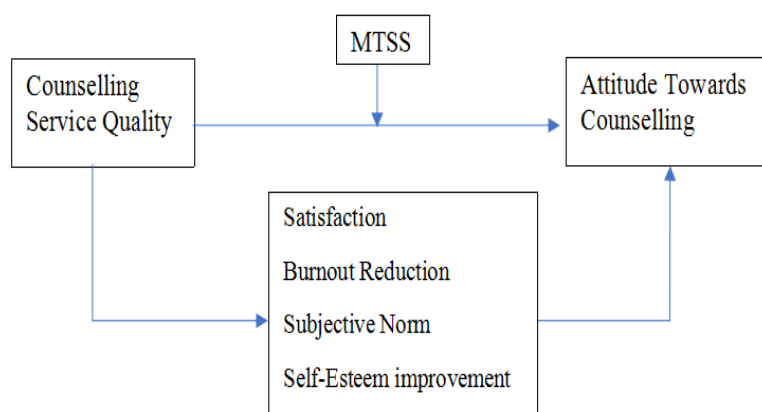 MTSS
Counselling
Service Quality
Attitude Towards
Counselling
Satisfaction
Burnout Reduction
Subjective Norm
Self-Esteem improvement